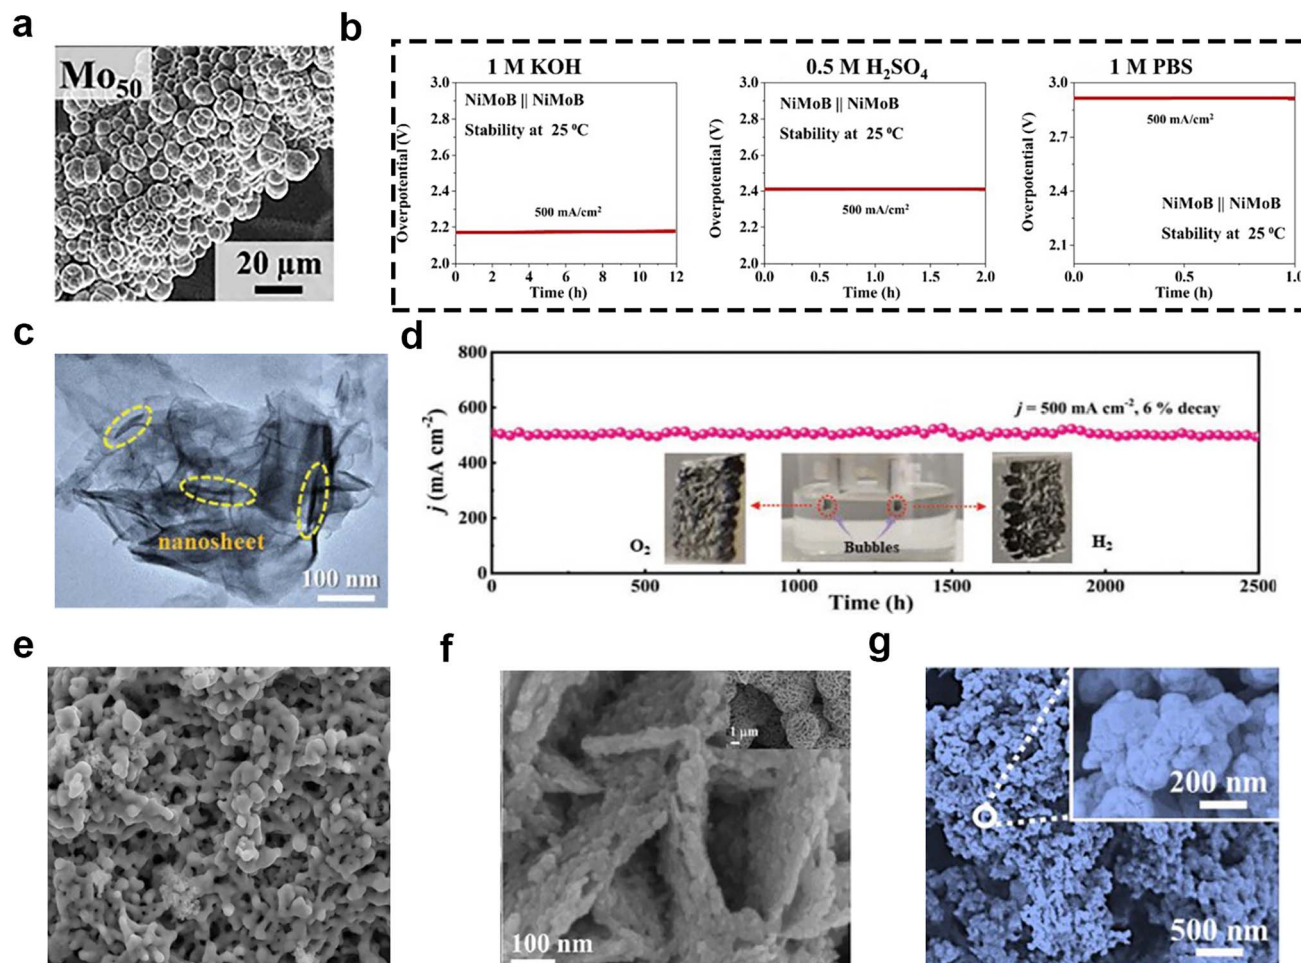 a
Mo₅₀
20 μm
b
1 M KOH
NiMoB || NiMoB
Stability at 25 ⁰C
500 mA/cm²
Overpotential (V)
3.0
2.8
2.6
2.4
2.2
2.0
0 2 4 6 8 10 12
Time (h)
0.5 M H₂SO₄
NiMoB || NiMoB
Stability at 25 ⁰C
500 mA/cm²
Overpotential (V)
3.0
2.8
2.6
2.4
2.2
2.0
0.0 0.5 1.0 1.5 2.0
Time (h)
1 M PBS
500 mA/cm²
NiMoB || NiMoB
Stability at 25 ⁰C
Overpotential (V)
3.0
2.7
2.4
2.1
0.0 0.5 1.0
Time (h)
c
nanosheet
100 nm
d
j (mA cm⁻²)
800
600
400
200
0
j = 500 mA cm⁻², 6 % decay
O₂
Bubbles
H₂
0 500 1000 1500 2000 2500
Time (h)
e
f
1 μm
100 nm
g
200 nm
500 nm